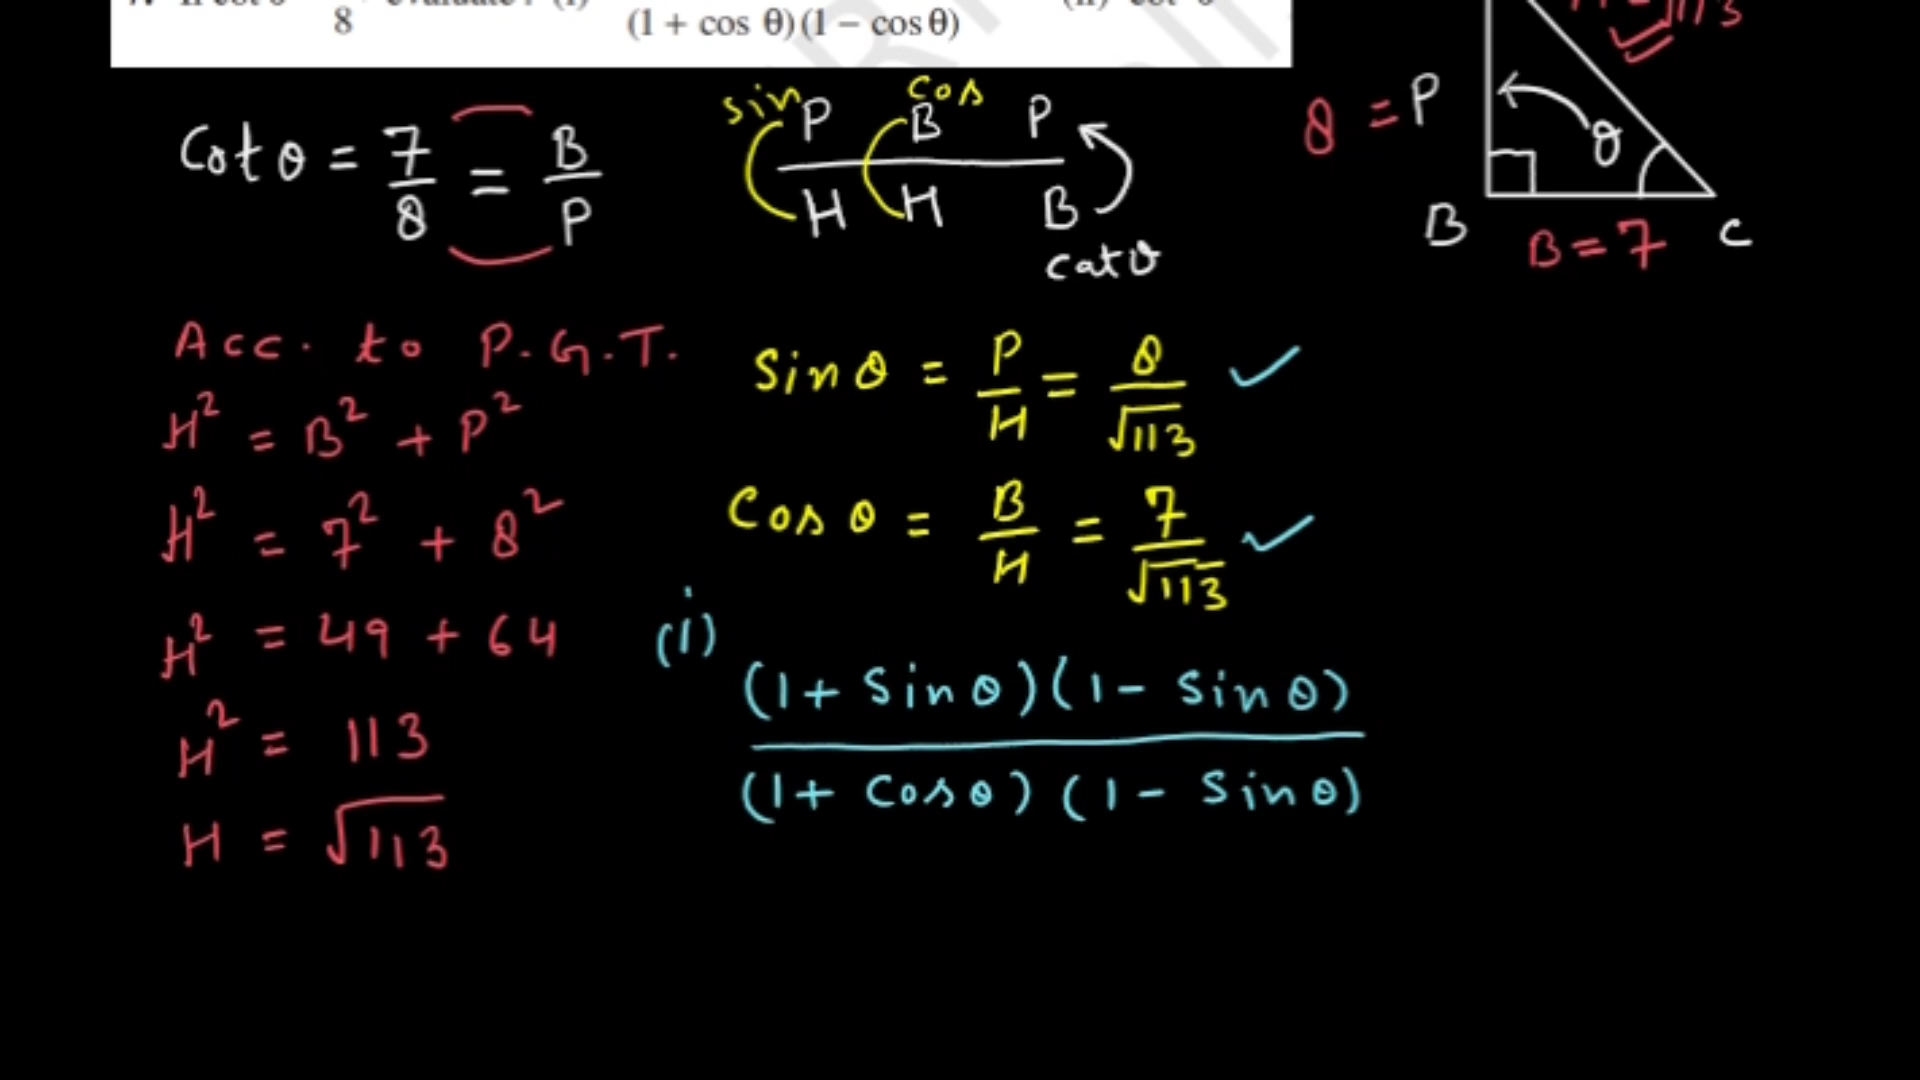 8
(1 + cos θ)(1 − cos θ)
Cot θ = 7/8 = B/P
sin P/H cos B/H P/B
cotθ
8 = P
θ
B
B = 7
C
Acc. to P.G.T.
H² = B² + P²
H² = 7² + 8²
H² = 49 + 64
H² = 113
H = √113
Sin θ = P/H = 8/√113 ✓
Cos θ = B/H = 7/√113 ✓
(i)
(1 + Sin θ)(1 − Sin θ)
(1 + Cos θ)(1 − Sin θ)